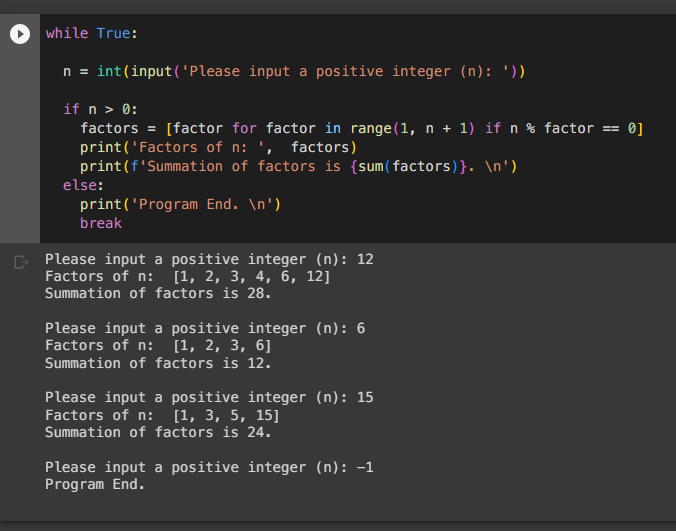 while True:
n = int(input('Please input a positive integer (n): '))
if n > 0:
factors = [factor for factor in range(1, n + 1) if n % factor == 0]
print('Factors of n: ',  factors)
print(f'Summation of factors is {sum(factors)}. \n')
else:
print('Program End. \n')
break
Please input a positive integer (n): 12
Factors of n:  [1, 2, 3, 4, 6, 12]
Summation of factors is 28.
Please input a positive integer (n): 6
Factors of n:  [1, 2, 3, 6]
Summation of factors is 12.
Please input a positive integer (n): 15
Factors of n:  [1, 3, 5, 15]
Summation of factors is 24.
Please input a positive integer (n): -1
Program End.